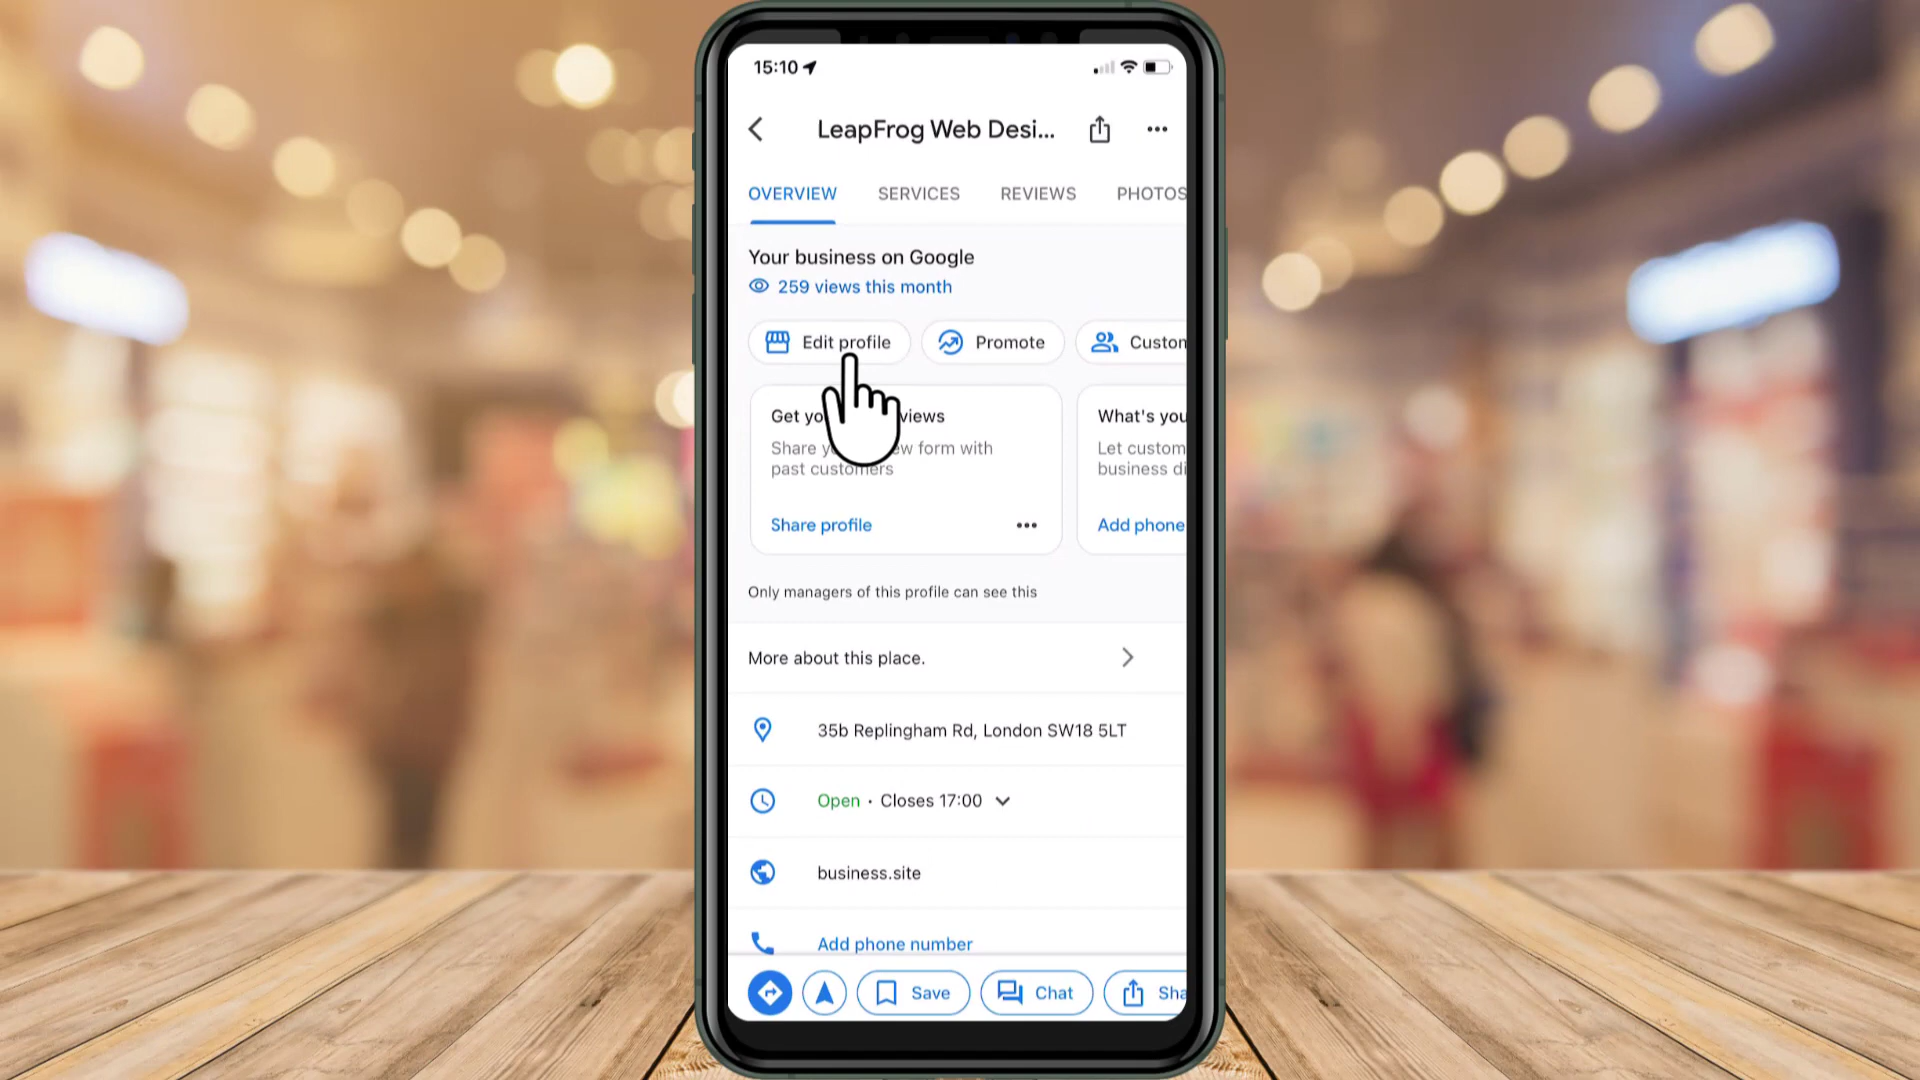 15:10
LeapFrog Web Desi...
OVERVIEW SERVICES REVIEWS PHOTOS
Your business on Google
259 views this month
Edit profile Promote Custom
Get yo views What's you
Share y w form with Let custom
past customers business di
Share profile Add phone
Only managers of this profile can see this
More about this place.
35b Replingham Rd, London SW18 5LT
Open · Closes 17:00
business.site
Add phone number
Save Chat Sha